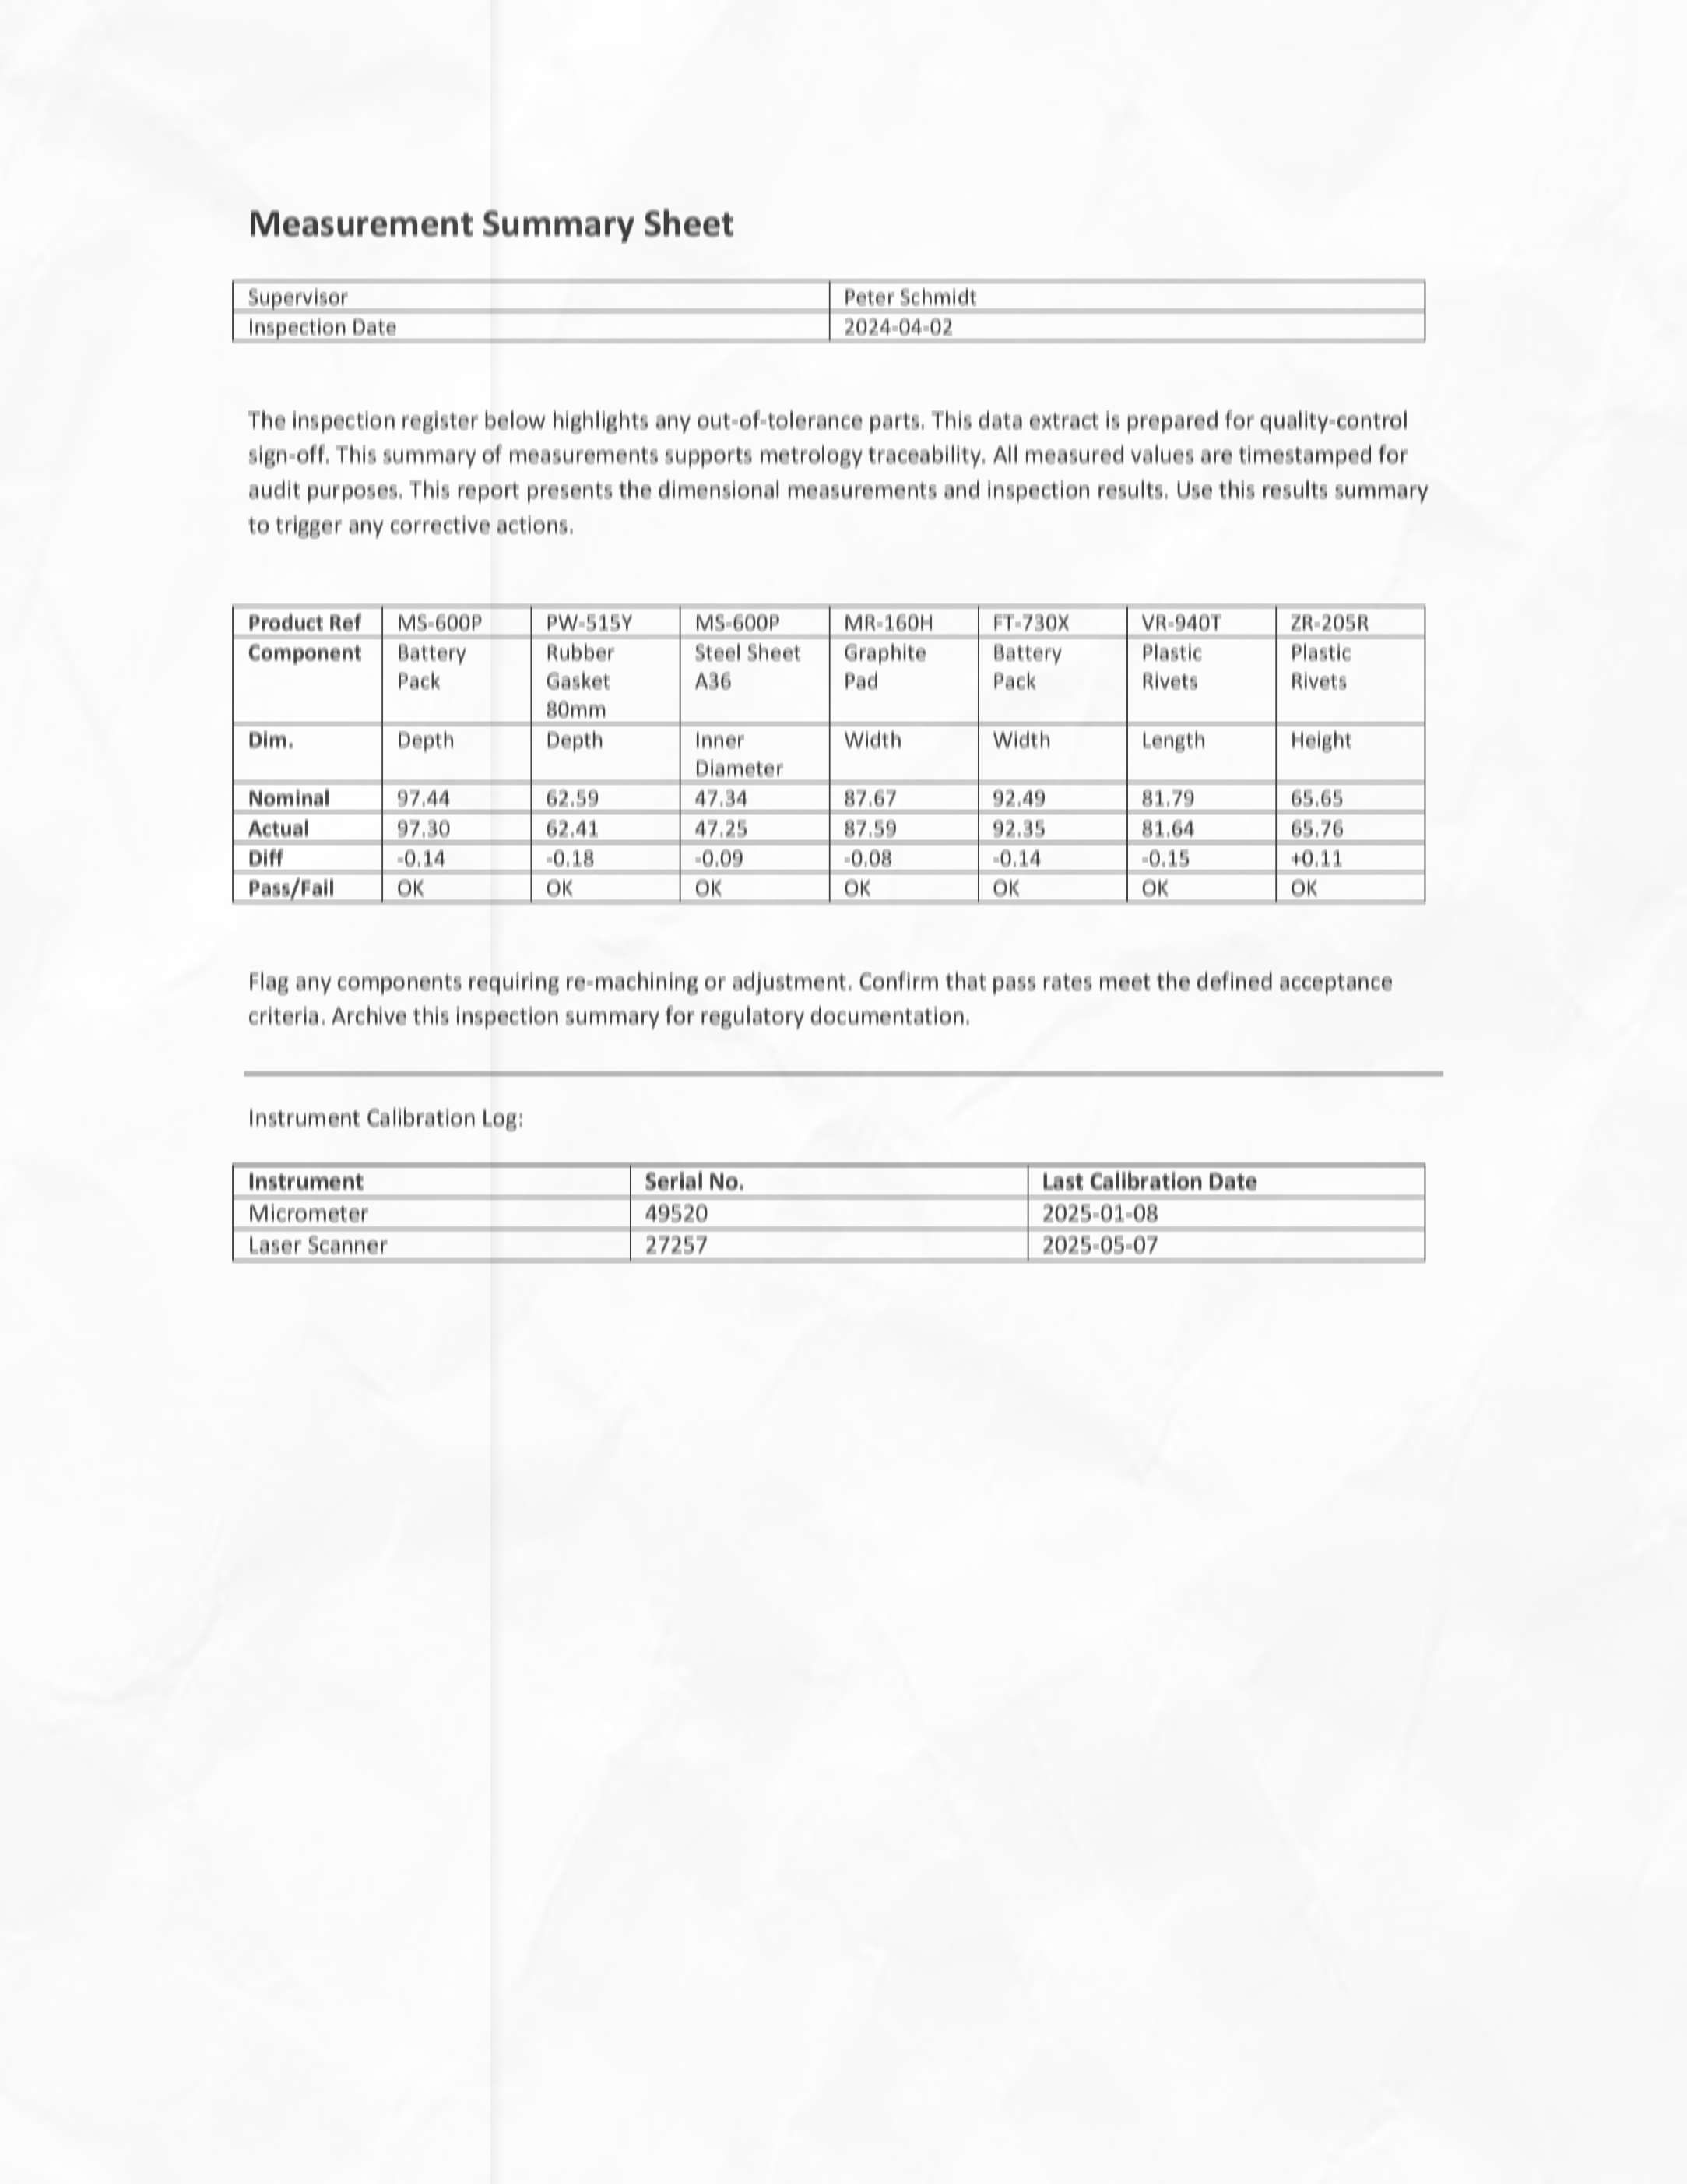 Measurement Summary Sheet
Supervisor Peter Schmidt
Inspection Date 2024-04-02
The inspection register below highlights any out-of-tolerance parts. This data extract is prepared for quality-control
sign-off. This summary of measurements supports metrology traceability. All measured values are timestamped for
audit purposes. This report presents the dimensional measurements and inspection results. Use this results summary
to trigger any corrective actions.
Product Ref MS-600P PW-515Y MS-600P MR-160H FT-730X VR-940T ZR-205R
Component Battery Rubber Steel Sheet Graphite Battery Plastic Plastic
Pack Gasket A36 Pad Pack Rivets Rivets
80mm
Dim. Depth Depth Inner Width Width Length Height
Diameter
Nominal 97.44 62.59 47.34 87.67 92.49 81.79 65.65
Actual 97.30 62.41 47.25 87.59 92.35 81.64 65.76
Diff -0.14 -0.18 -0.09 -0.08 -0.14 -0.15 +0.11
Pass/Fail OK OK OK OK OK OK OK
Flag any components requiring re-machining or adjustment. Confirm that pass rates meet the defined acceptance
criteria. Archive this inspection summary for regulatory documentation.
Instrument Calibration Log:
Instrument Serial No. Last Calibration Date
Micrometer 49520 2025-01-08
Laser Scanner 27257 2025-05-07